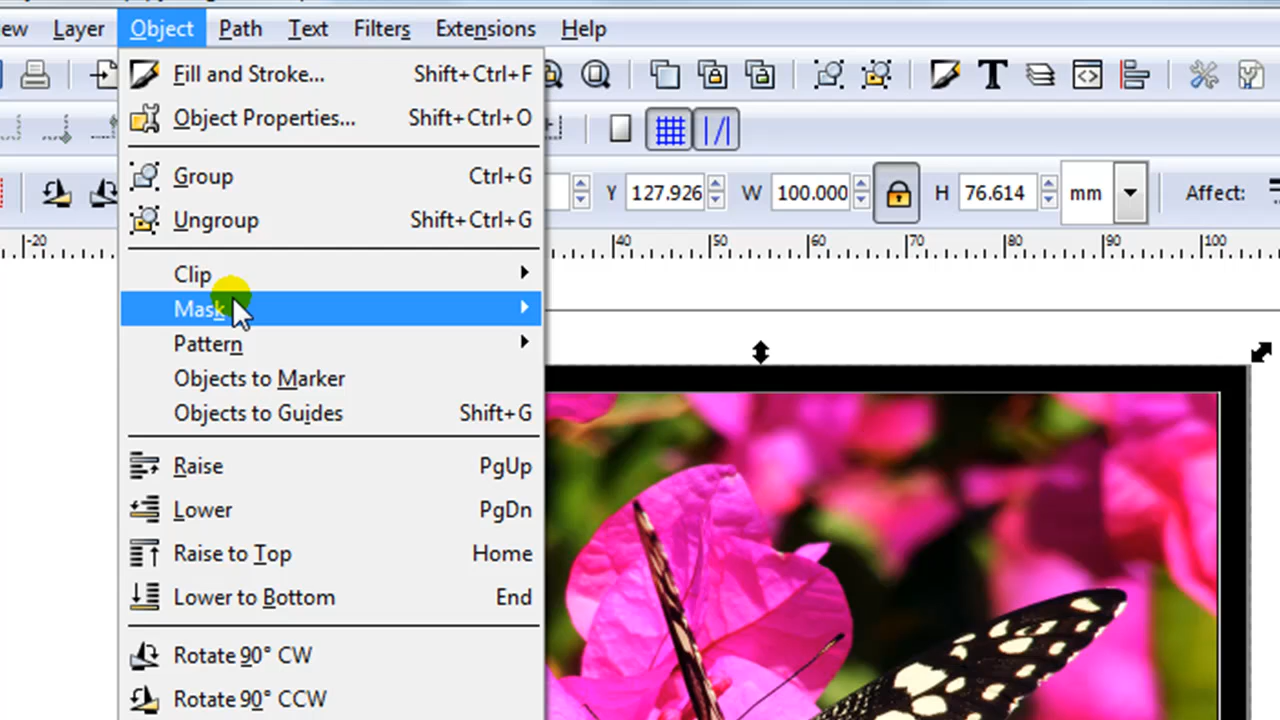 ew Layer Object Path Text Filters Extensions Help
Fill and Stroke... Shift+Ctrl+F
Object Properties... Shift+Ctrl+O
Group Ctrl+G
Y 127.926 W 100.000 H 76.614 mm Affect:
Ungroup Shift+Ctrl+G
-20 40 50 60 70 80 90 100
Clip
Mask
Pattern
Objects to Marker
Objects to Guides Shift+G
Raise PgUp
Lower PgDn
Raise to Top Home
Lower to Bottom End
Rotate 90° CW
Rotate 90° CCW